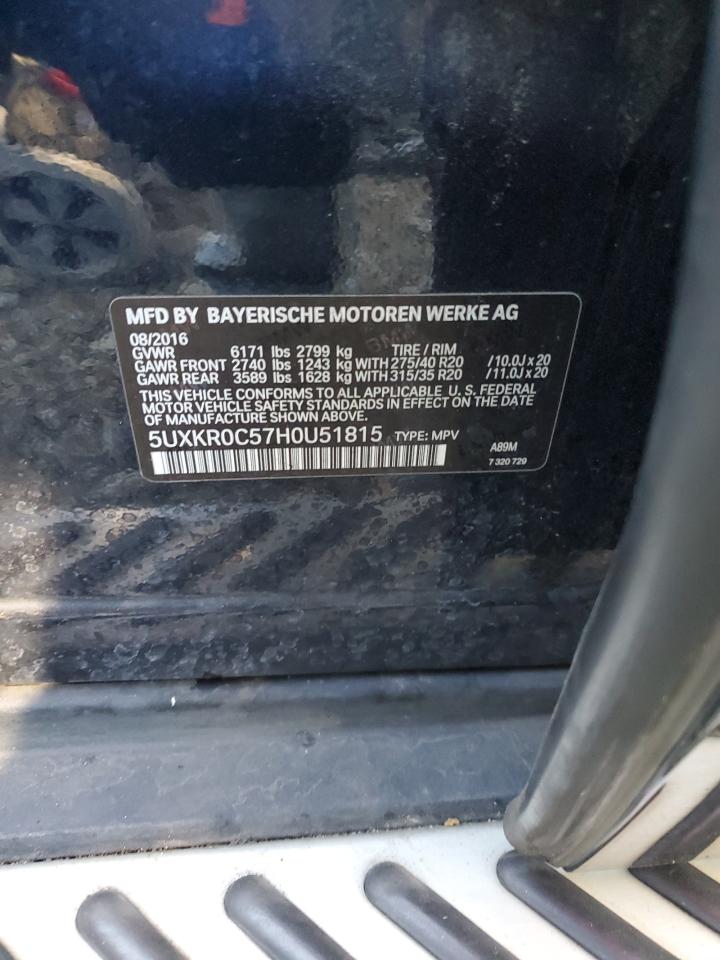 MFD BY BAYERISCHE MOTOREN WERKE AG
08/2016
GVWR 6171 lbs 2799 kg TIRE / RIM
GAWR FRONT 2740 lbs 1243 kg WITH 275/40 R20 /10.0J x 20
GAWR REAR 3589 lbs 1628 kg WITH 315/35 R20 /11.0J x 20
THIS VEHICLE CONFORMS TO ALL APPLICABLE U. S. FEDERAL
MOTOR VEHICLE SAFETY STANDARDS IN EFFECT ON THE DATE
OF MANUFACTURE SHOWN ABOVE.
5UXKR0C57H0U51815 TYPE: MPV
A89M
7 320 729